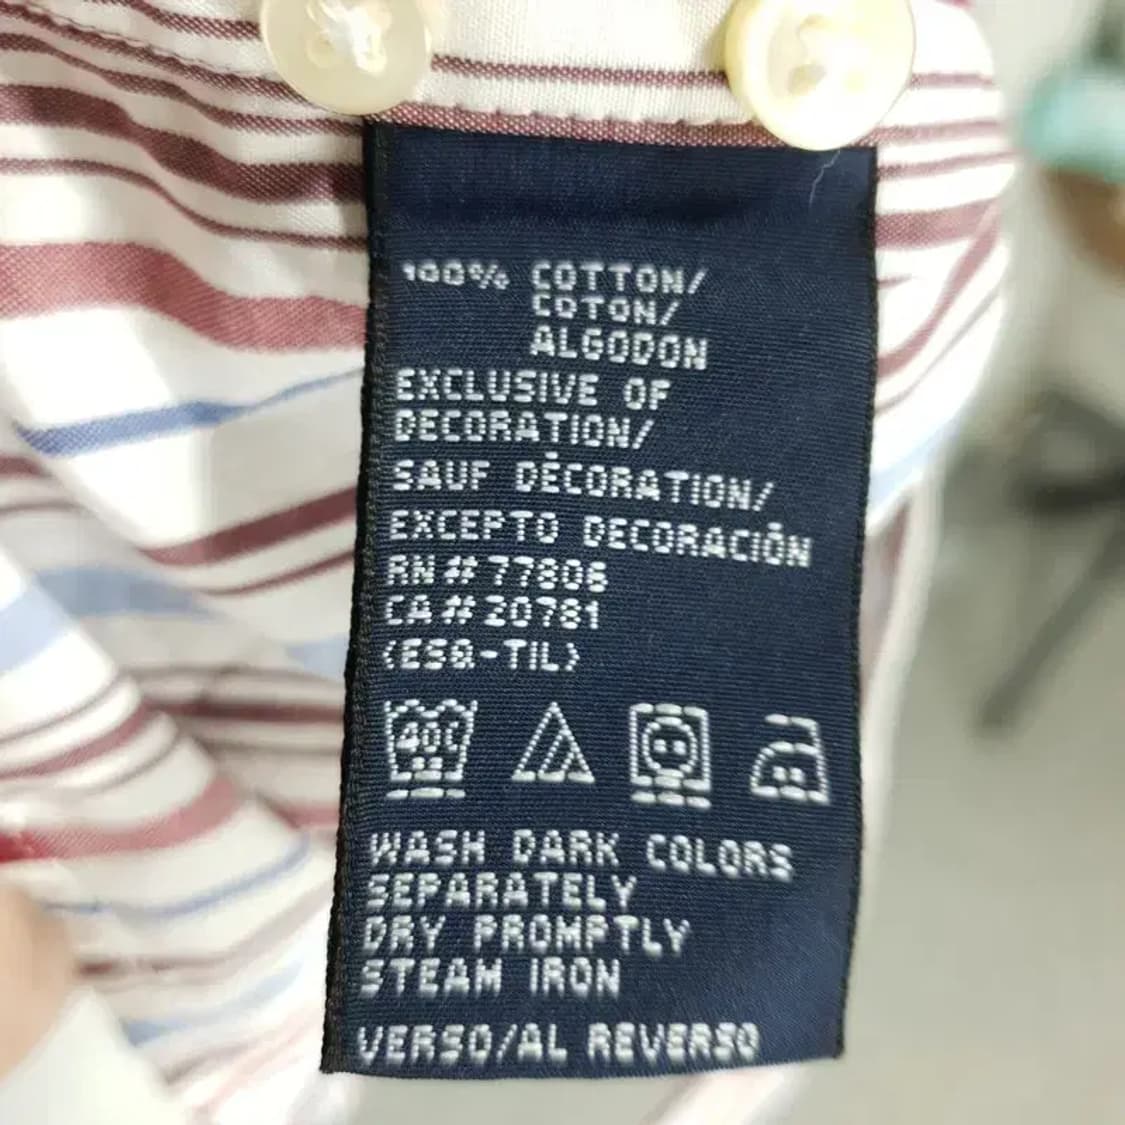 100% COTTON/
COTON/
ALGODON
EXCLUSIVE OF
DECORATION/
SAUF DÉCORATION/
EXCEPTO DECORACIÓN
RN#77806
CA#20781
(ESQ-TIL)
40C
WASH DARK COLORS
SEPARATELY
DRY PROMPTLY
STEAM IRON
VERSO/AL REVERSO